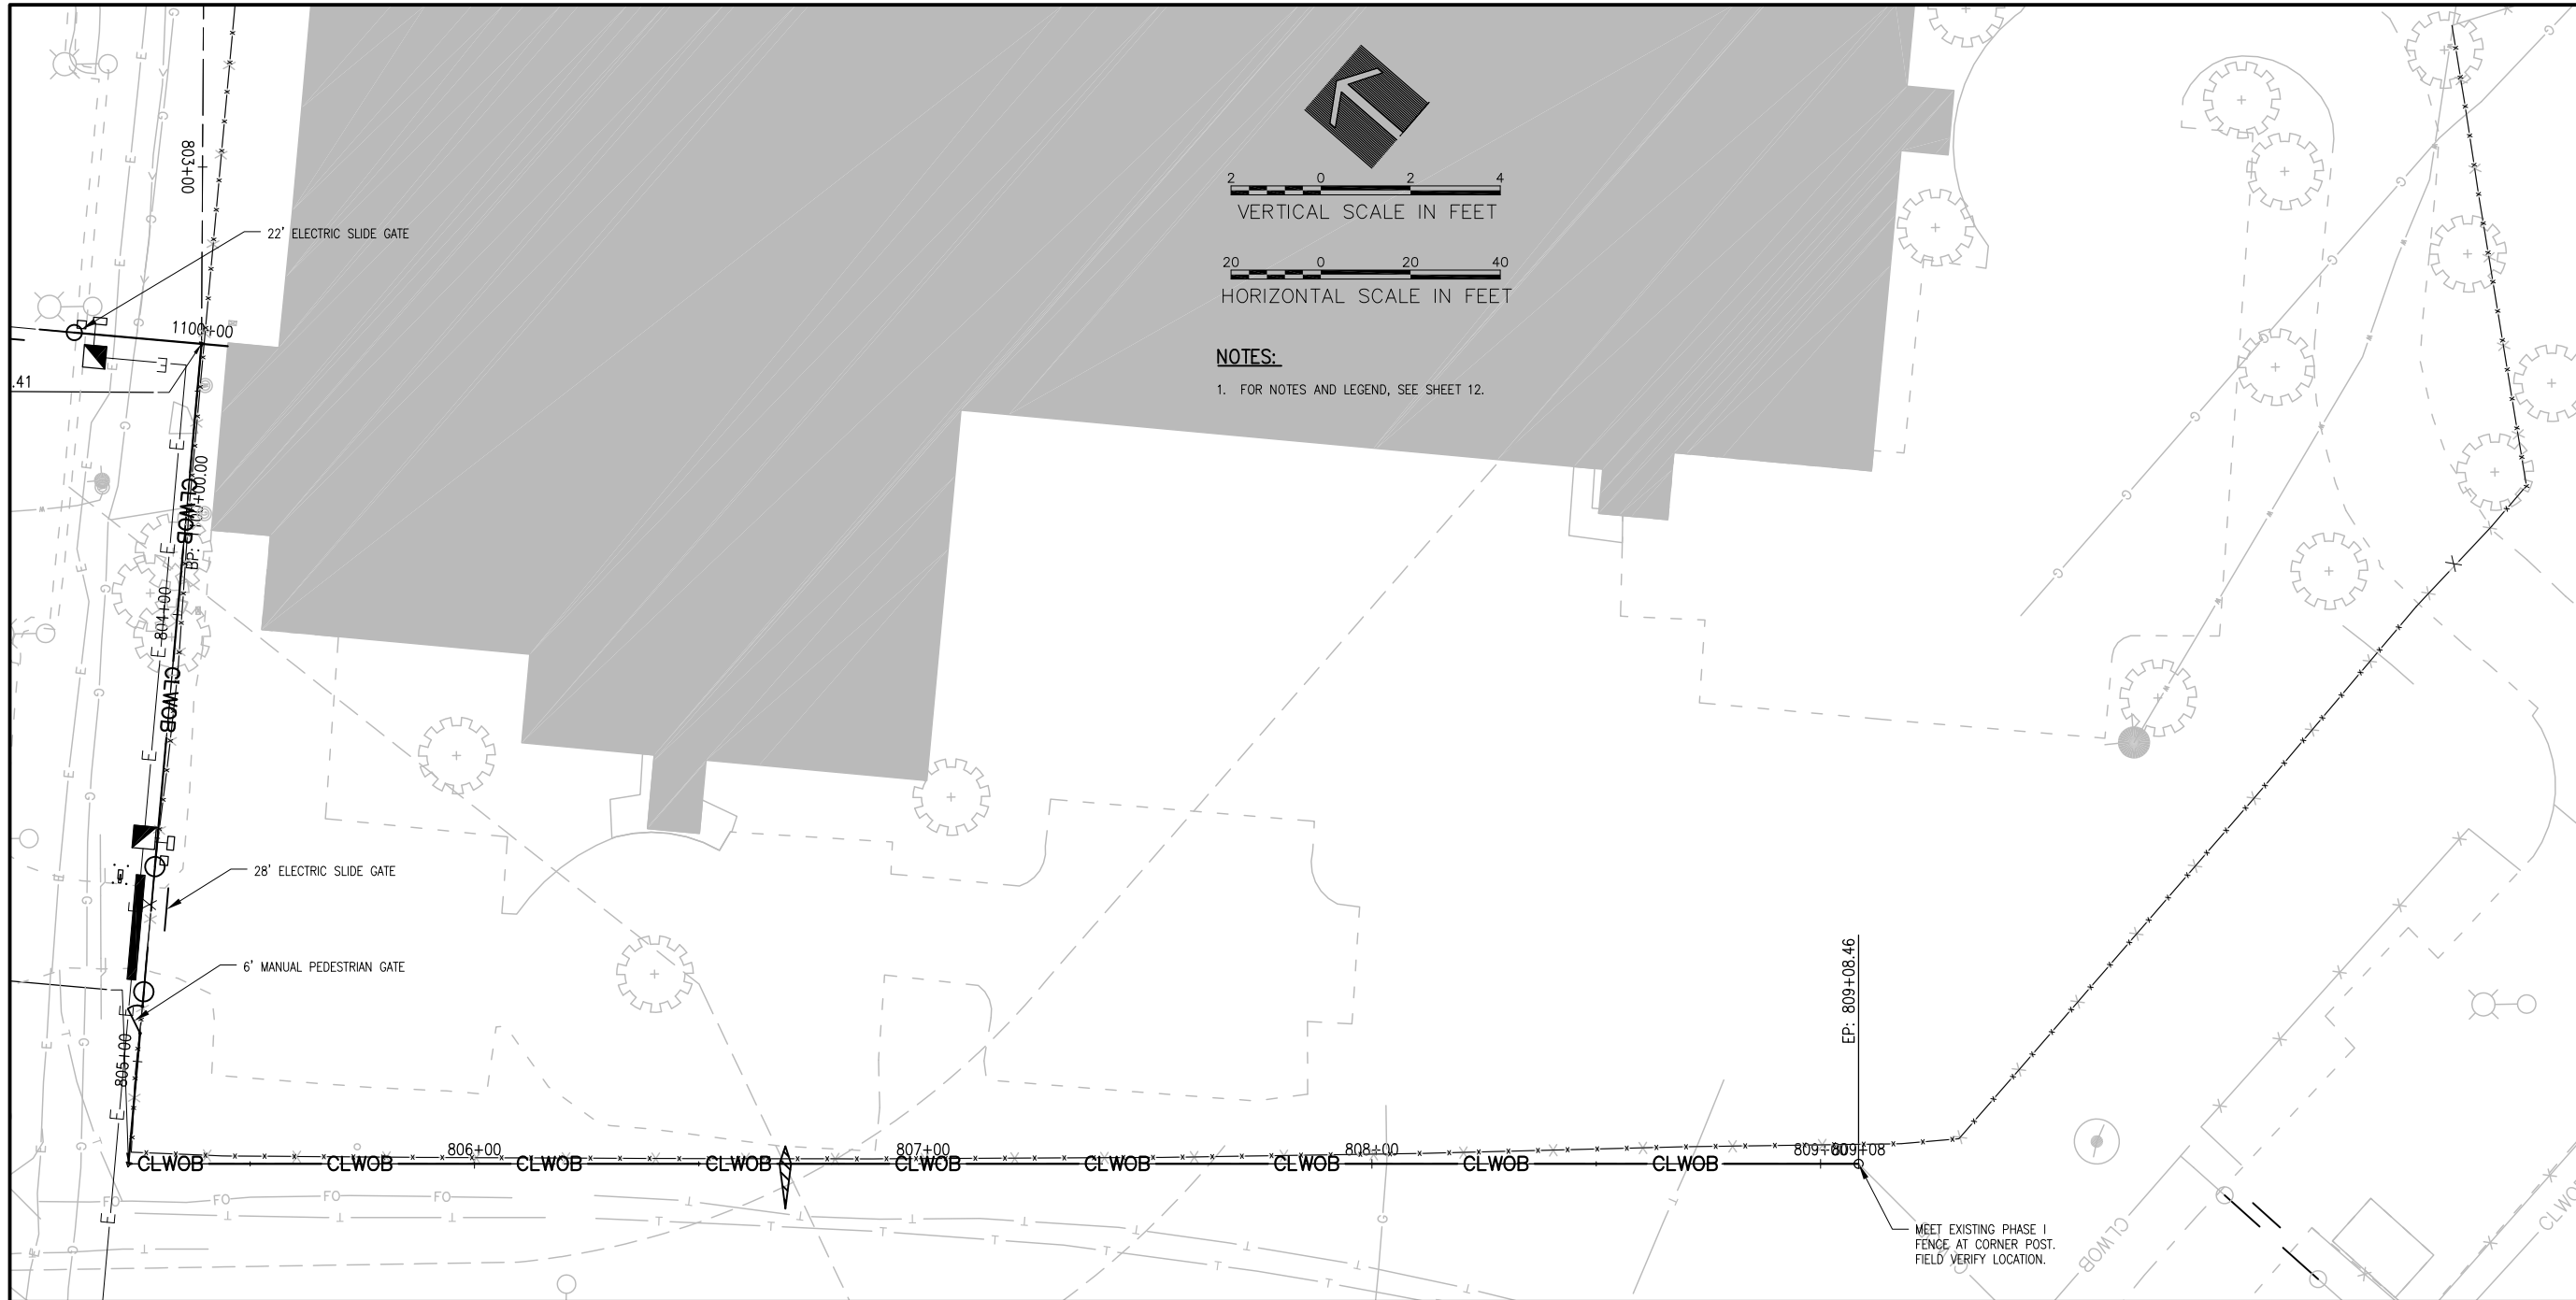 803+00
22' ELECTRIC SLIDE GATE
1100+00
.41
2 0 2 4
VERTICAL SCALE IN FEET
20 0 20 40
HORIZONTAL SCALE IN FEET
NOTES:
1. FOR NOTES AND LEGEND, SEE SHEET 12.
CLWOB
804+00
CLWOB
28' ELECTRIC SLIDE GATE
6' MANUAL PEDESTRIAN GATE
805+00
EP: 809+08.46
806+00
807+00
808+00
809+08
CLWOB CLWOB CLWOB CLWOB CLWOB CLWOB CLWOB CLWOB CLWOB
FO FO FO FO
MEET EXISTING PHASE I
FENCE AT CORNER POST.
FIELD VERIFY LOCATION.
CLWOB